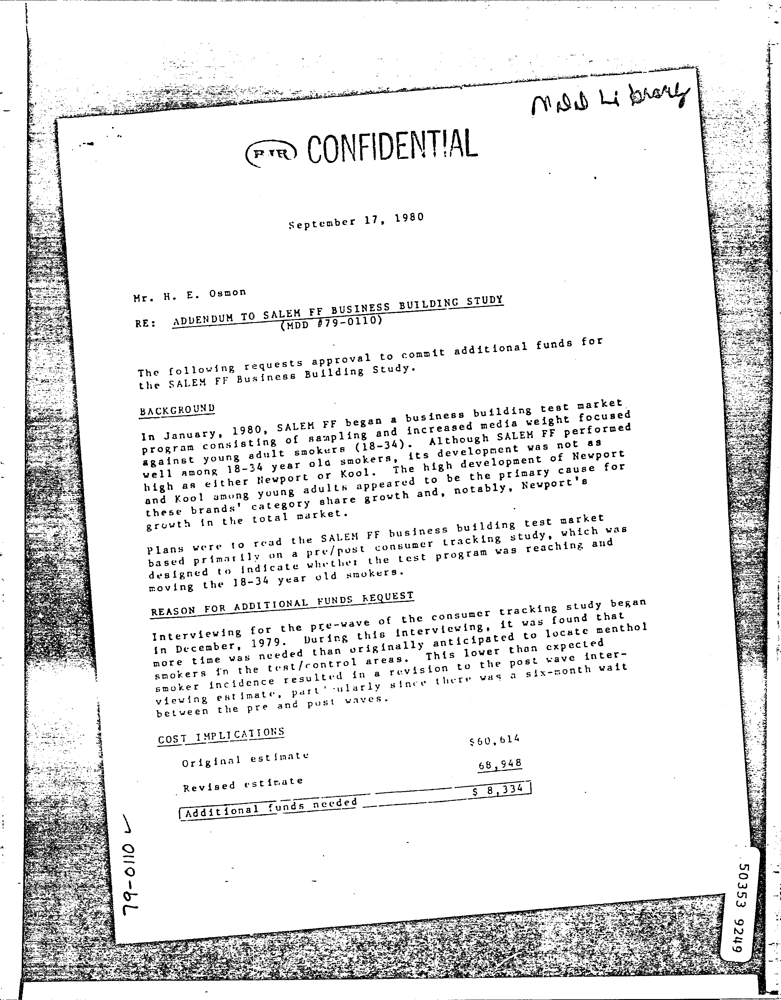 MDD Library
RJR CONFIDENTIAL
September 17, 1980
Mr. H. E. Osmon
RE: ADDENDUM TO SALEM FF BUSINESS BUILDING STUDY
(MDD #79-0110)
The following requests approval to commit additional funds for
the SALEM FF Business Building Study.
BACKGROUND
In January, 1980, SALEM FF began a business building test market
program consisting of sampling and increased media weight focused
against young adult smokers (18-34). Although SALEM FF performed
well among 18-34 year old smokers, its development was not as
high as either Newport or Kool. The high development of Newport
and Kool among young adults appeared to be the primary cause for
these brands' category share growth and, notably, Newport's
growth in the total market.
Plans were to read the SALEM FF business building test market
based primarily on a pre/post consumer tracking study, which was
designed to indicate whether the test program was reaching and
moving the 18-34 year old smokers.
REASON FOR ADDITIONAL FUNDS REQUEST
Interviewing for the pre-wave of the consumer tracking study began
in December, 1979. During this interviewing, it was found that
more time was needed than originally anticipated to locate menthol
smokers in the test/control areas. This lower than expected
smoker incidence resulted in a revision to the post wave inter-
viewing estimate, part' ularly since there was a six-month wait
between the pre and post waves.
COST IMPLICATIONS
Original estimate $60,614
Revised estimate 68,948
Additional funds needed $ 8,334
79-0110
50353 9249